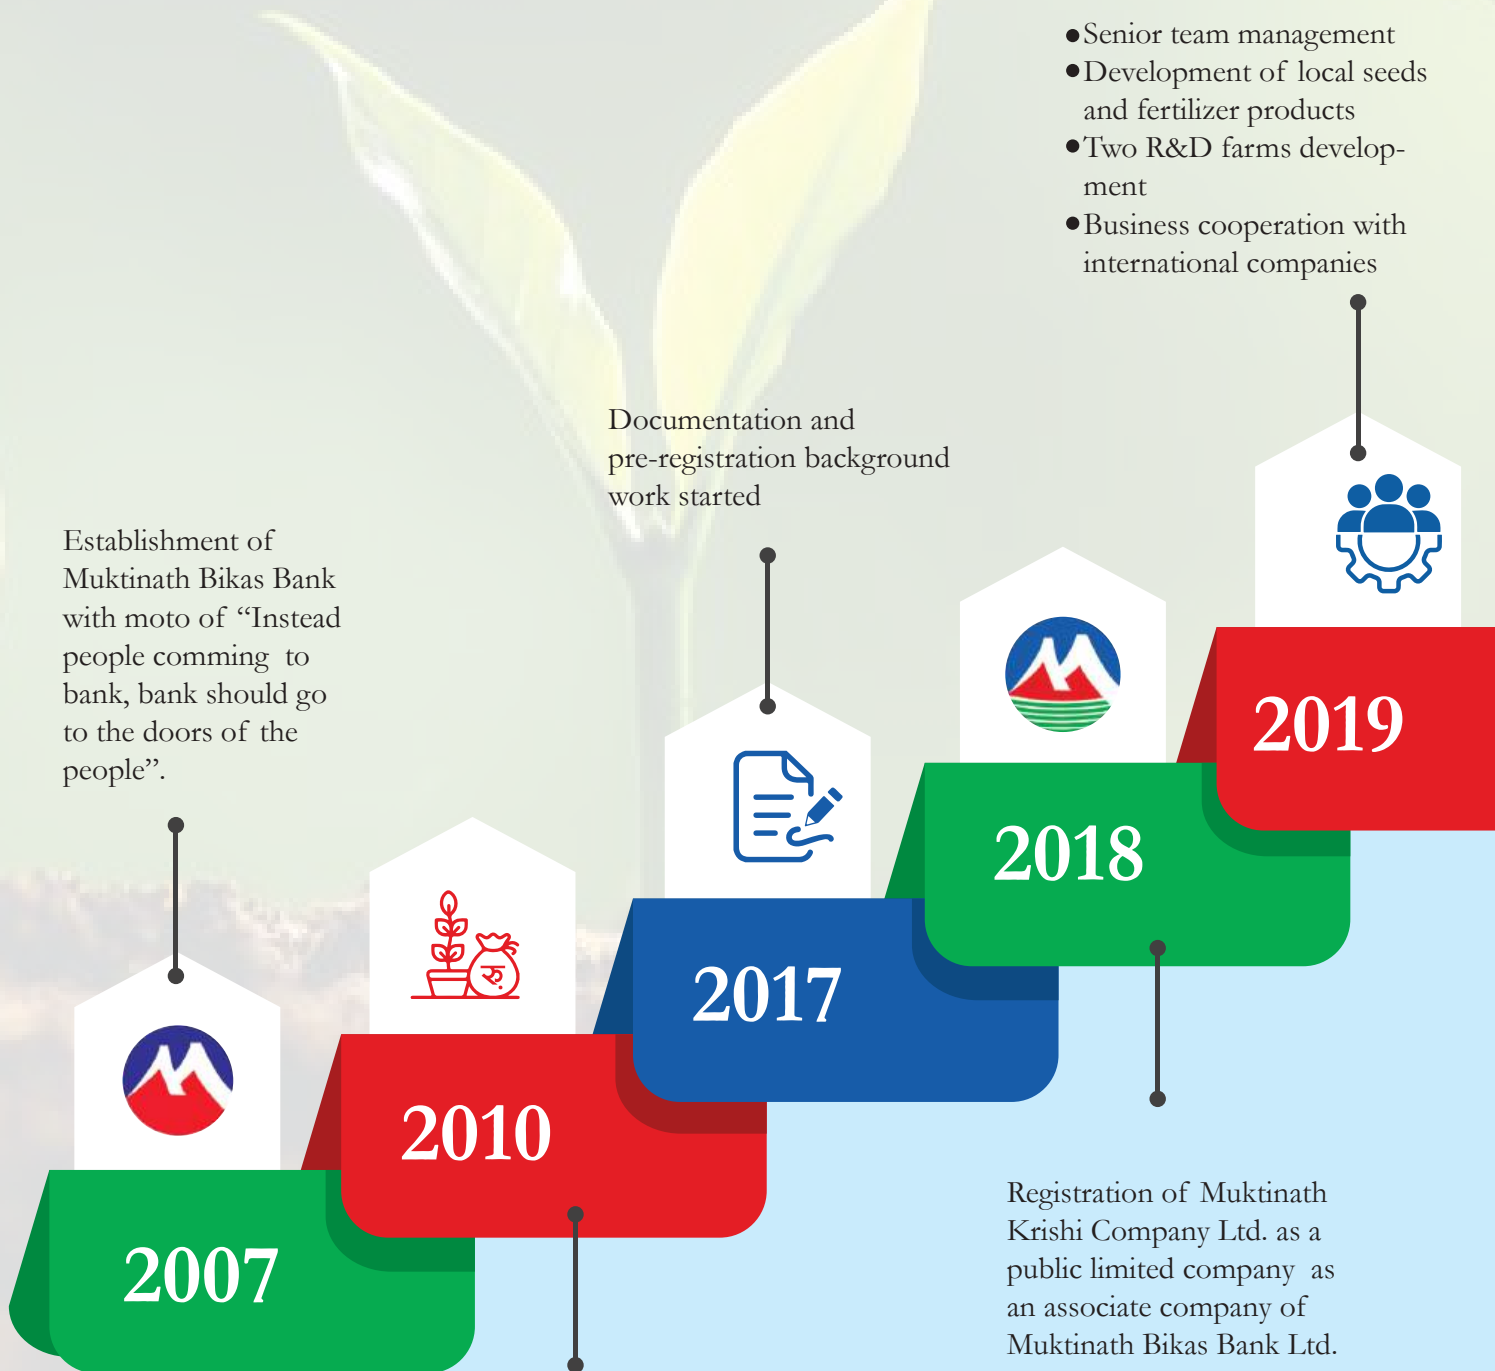 ●Senior team management
●Development of local seeds
and fertilizer products
●Two R&D farms develop-
ment
●Business cooperation with
international companies
Documentation and
pre-registration background
work started
Establishment of
Muktinath Bikas Bank
with moto of “Instead
people comming to
bank, bank should go
to the doors of the
people”.
2019
2018
2017
2010
2007
रु
Registration of Muktinath
Krishi Company Ltd. as a
public limited company as
an associate company of
Muktinath Bikas Bank Ltd.